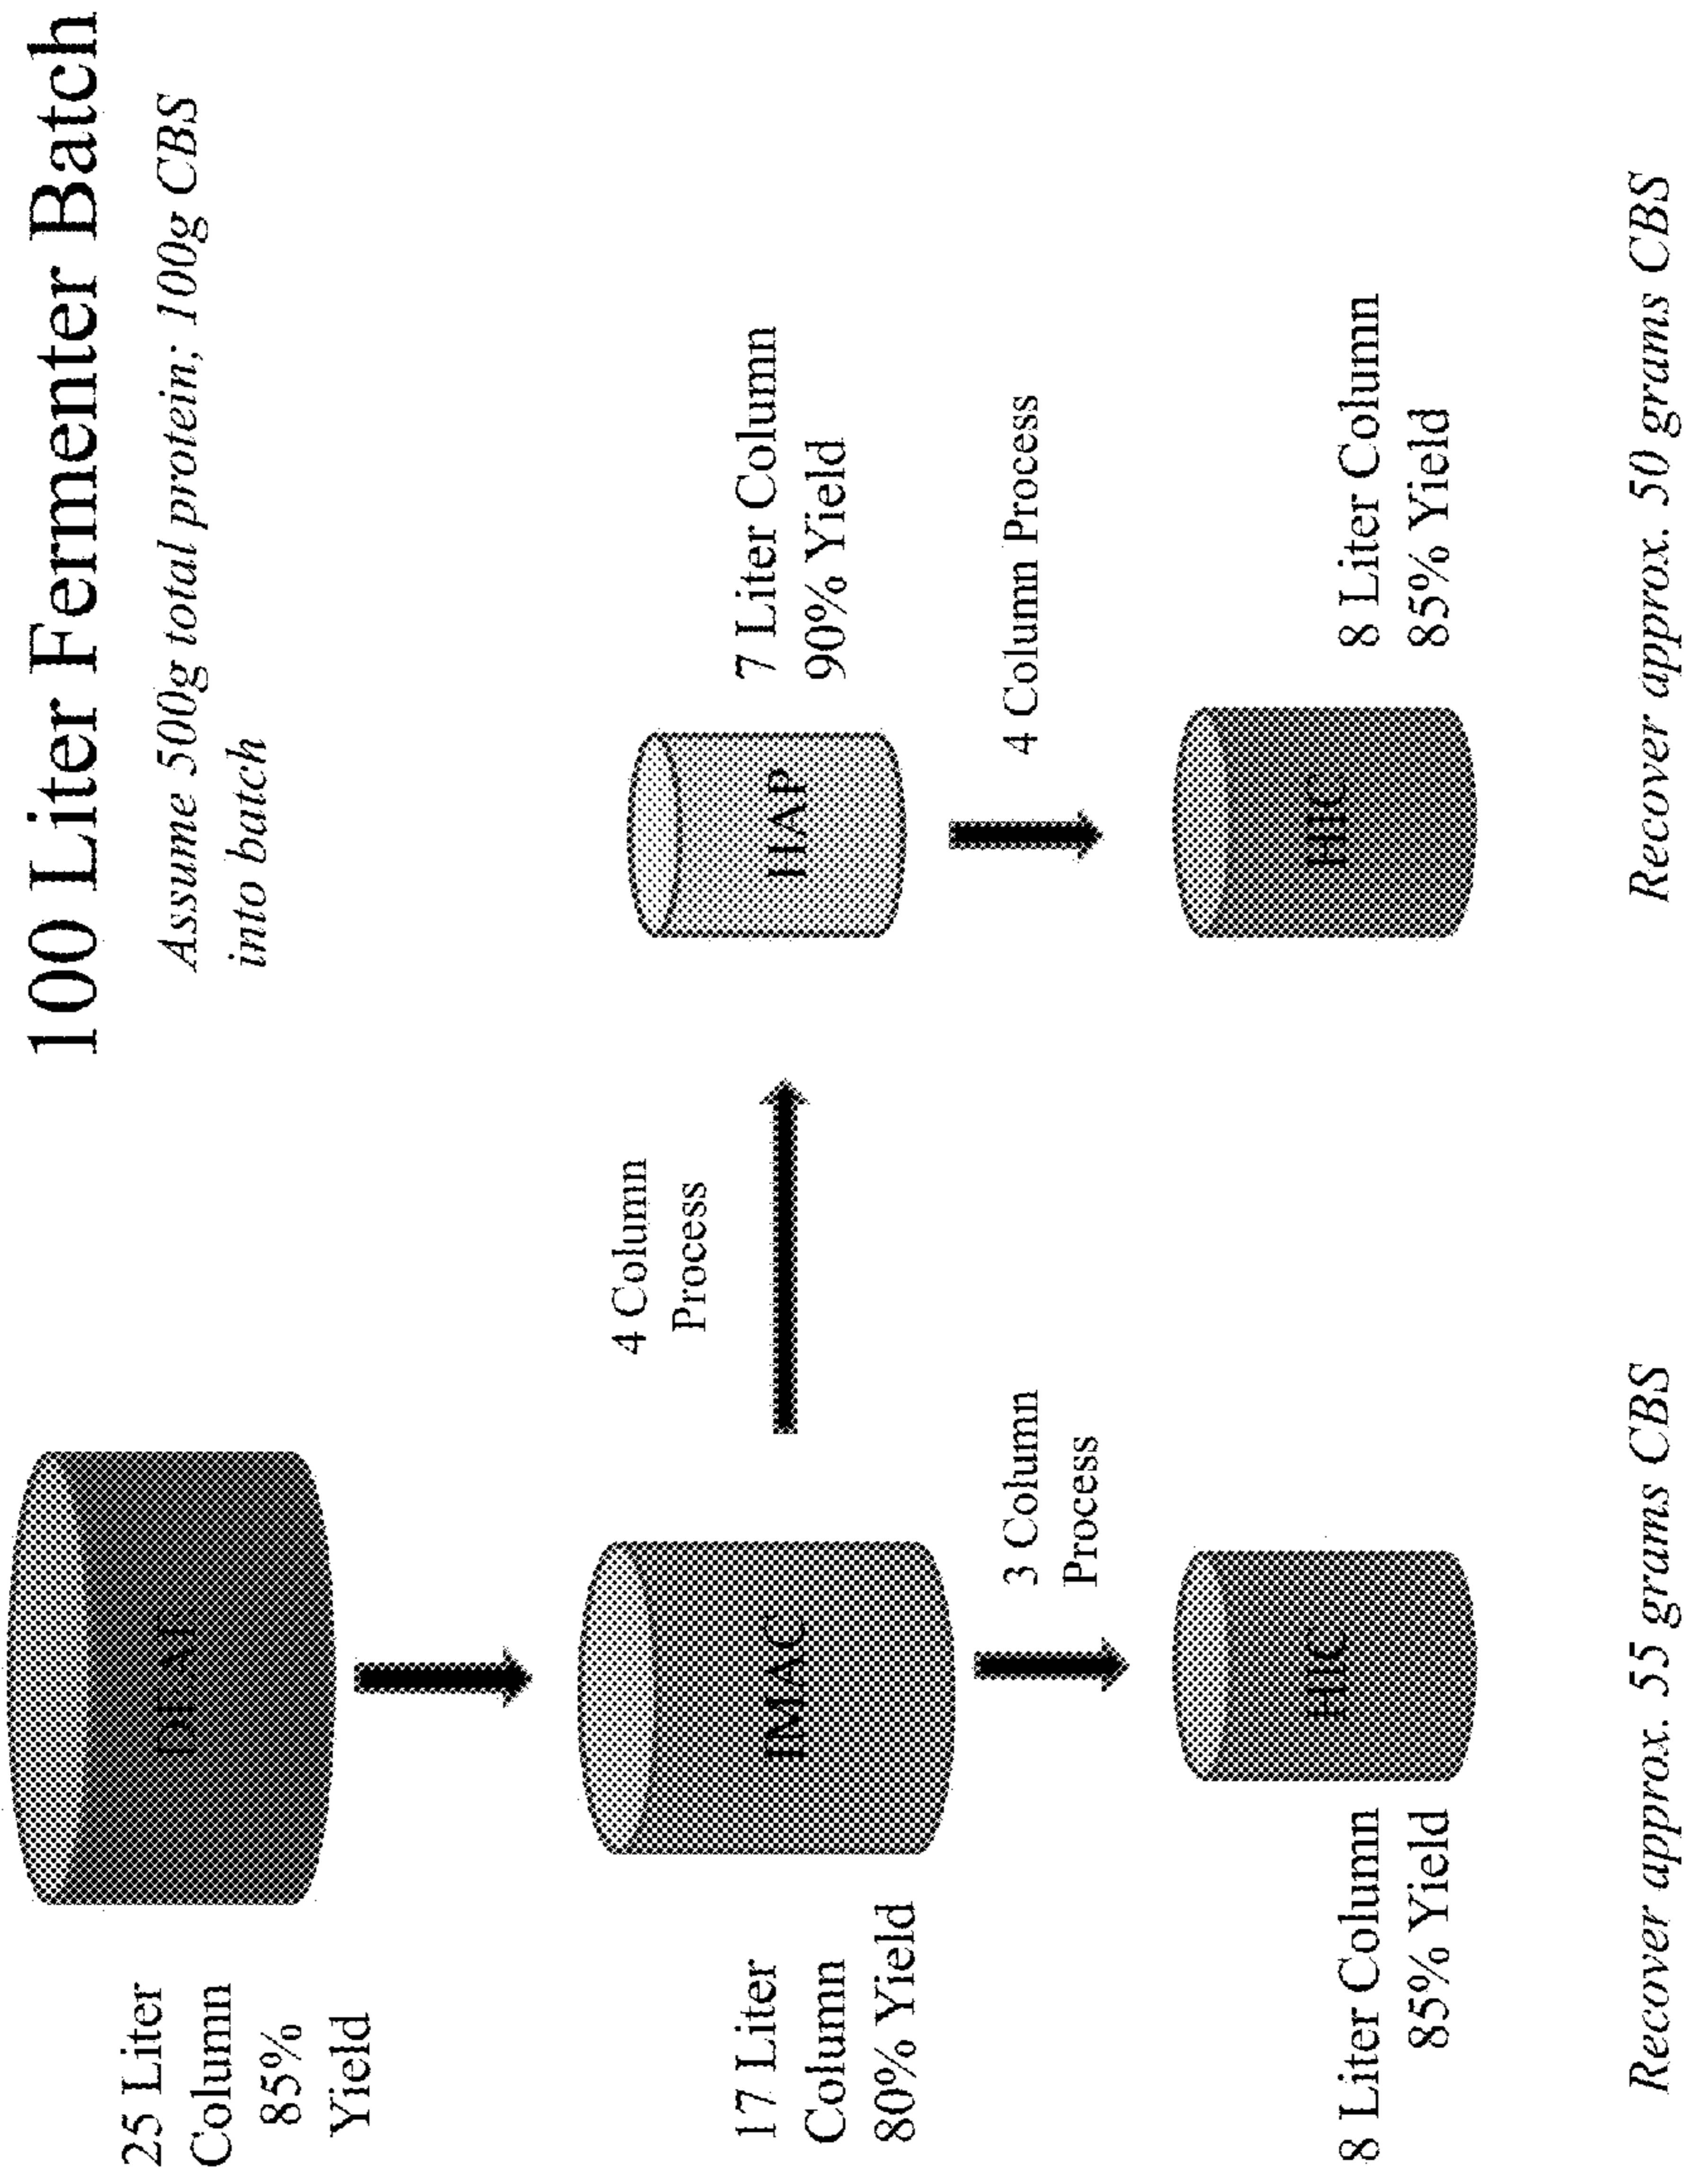 100 Liter Fermenter Batch
Assume 500g total protein; 100g CBS
into batch
25 Liter
Column
85%
Yield
DEAE
17 Liter
Column
80% Yield
IMAC
4 Column
Process
HAP
7 Liter Column
90% Yield
3 Column
Process
4 Column Process
8 Liter Column
85% Yield
HIC
HIC
8 Liter Column
85% Yield
Recover approx. 55 grams CBS
Recover approx. 50 grams CBS